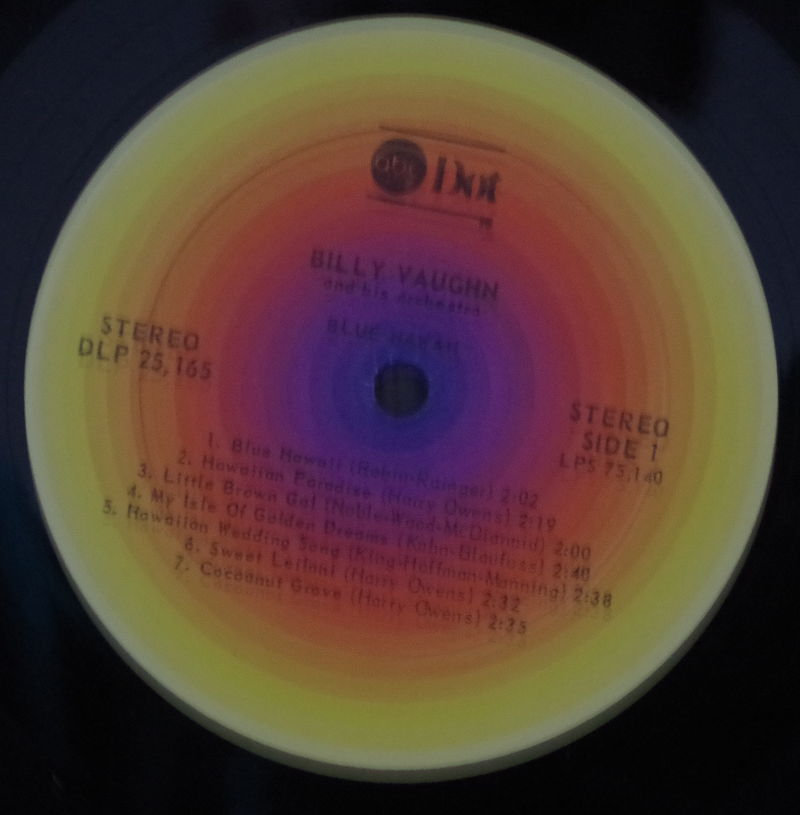 abc Dot
BILLY VAUGHN
and his orchestra
BLUE HAWAII
STEREO
DLP 25,165
STEREO
SIDE 1
LPS 75,140
1. Blue Hawaii (Robin-Rainger) 2:02
2. Hawaiian Paradise (Harry Owens) 2:19
3. Little Brown Gal (Noble-Wood-McDiarmid) 2:00
4. My Isle Of Golden Dreams (Kahn-Blaufuss) 2:40
5. Hawaiian Wedding Song (King-Hoffman-Manning) 2:38
6. Sweet Leilani (Harry Owens) 2:32
7. Cocoanut Grove (Harry Owens) 2:35